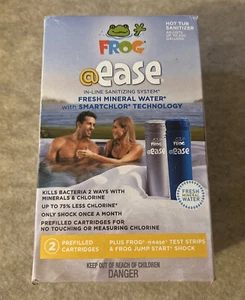 FROG®
HOT TUB
SANITIZER
@ease
IN-LINE SANITIZING SYSTEM®
FRESH MINERAL WATER®
with SMARTCHLOR® TECHNOLOGY
FROG
@ease
FROG
@ease
KILLS BACTERIA 2 WAYS WITH
MINERALS & CHLORINE
UP TO 75% LESS CHLORINE*
ONLY SHOCK ONCE A MONTH
PREFILLED CARTRIDGES FOR
NO TOUCHING OR MEASURING CHLORINE
FRESH
MINERAL
WATER
2 PREFILLED
CARTRIDGES
PLUS FROG® @ease® TEST STRIPS
& FROG JUMP START® SHOCK
KEEP OUT OF REACH OF CHILDREN
DANGER